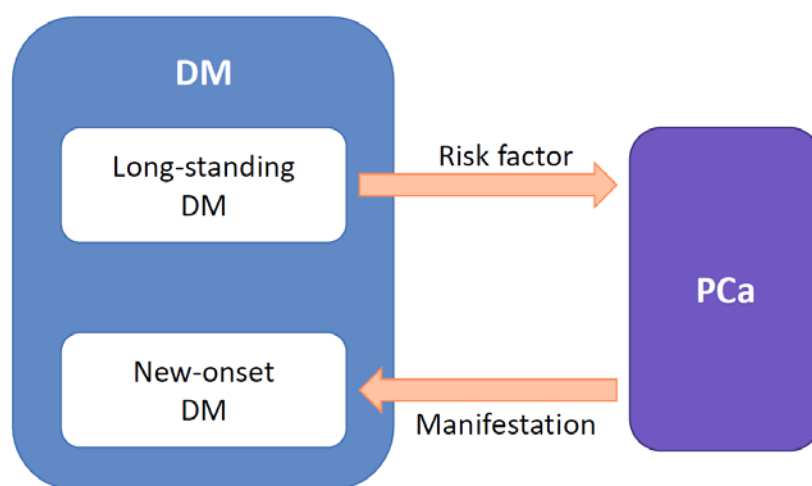 DM
Long-standing
DM
Risk factor
PCa
New-onset
DM
Manifestation